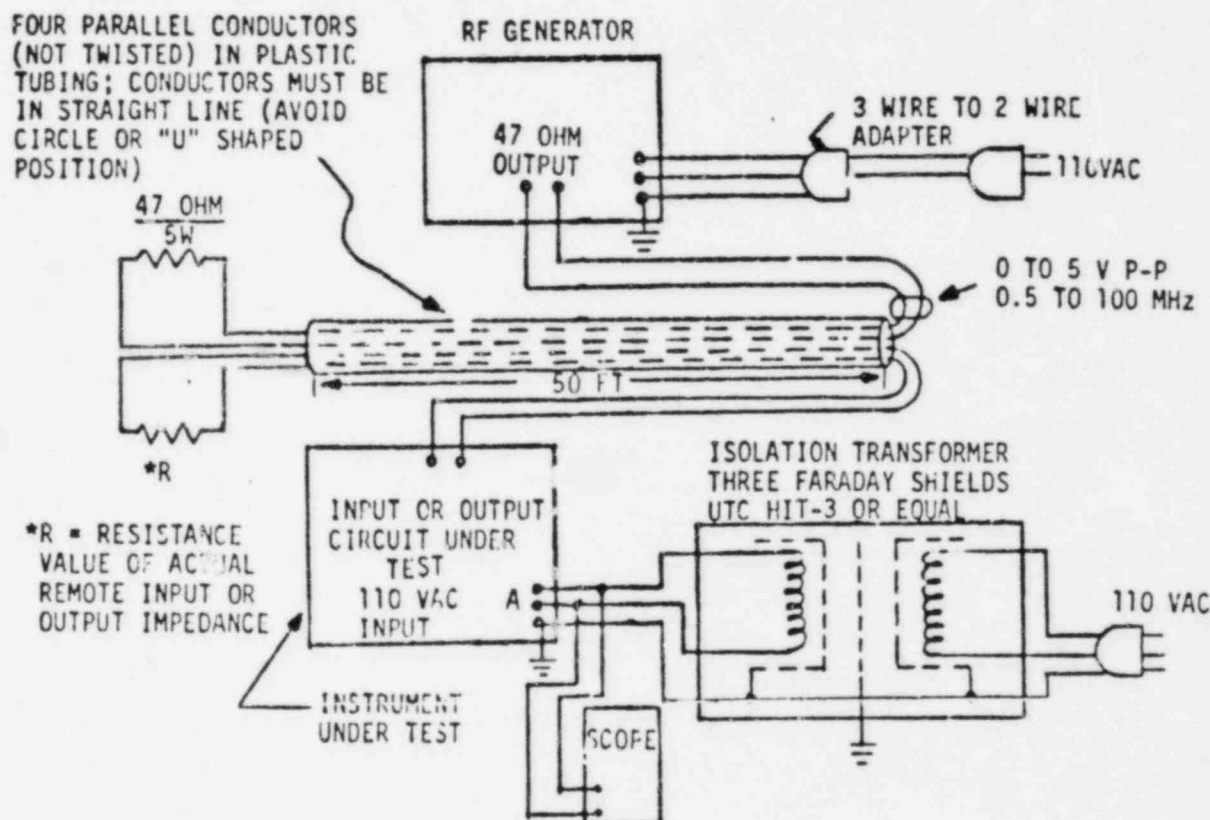 FOUR PARALLEL CONDUCTORS
(NOT TWISTED) IN PLASTIC
TUBING; CONDUCTORS MUST BE
IN STRAIGHT LINE (AVOID
CIRCLE OR "U" SHAPED
POSITION)
RF GENERATOR
47 OHM
OUTPUT
3 WIRE TO 2 WIRE
ADAPTER
110VAC
47 OHM
5W
0 TO 5 V P-P
0.5 TO 100 MHz
50 FT
*R
*R = RESISTANCE
VALUE OF ACTUAL
REMOTE INPUT OR
OUTPUT IMPEDANCE
INPUT OR OUTPUT
CIRCUIT UNDER
TEST
110 VAC
INPUT
A
INSTRUMENT
UNDER TEST
SCOPE
ISOLATION TRANSFORMER
THREE FARADAY SHIELDS
UTC HIT-3 OR EQUAL
110 VAC